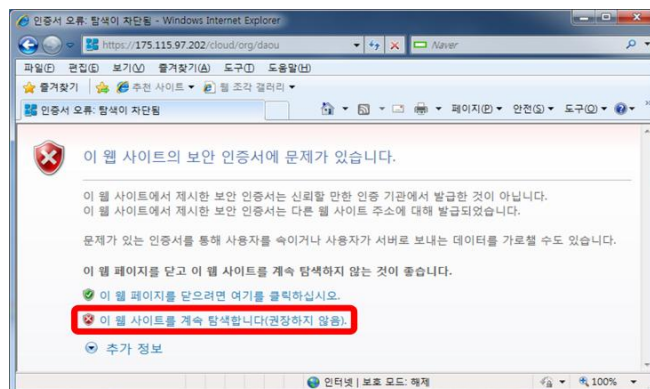 인증서 오류: 탐색이 차단됨 - Windows Internet Explorer
https://175.115.97.202/cloud/org/daou
Naver
파일(F) 편집(E) 보기(V) 즐겨찾기(A) 도구(T) 도움말(H)
즐겨찾기 추천 사이트 웹 조각 갤러리
인증서 오류: 탐색이 차단됨
페이지(P) 안전(S) 도구(O)
이 웹 사이트의 보안 인증서에 문제가 있습니다.
이 웹 사이트에서 제시한 보안 인증서는 신뢰할 만한 인증 기관에서 발급한 것이 아닙니다.
이 웹 사이트에서 제시한 보안 인증서는 다른 웹 사이트 주소에 대해 발급되었습니다.
문제가 있는 인증서를 통해 사용자를 속이거나 사용자가 서버로 보내는 데이터를 가로챌 수도 있습니다.
이 웹 페이지를 닫고 이 웹 사이트를 계속 탐색하지 않는 것이 좋습니다.
이 웹 페이지를 닫으려면 여기를 클릭하십시오.
이 웹 사이트를 계속 탐색합니다(권장하지 않음).
추가 정보
인터넷 | 보호 모드: 해제
100%